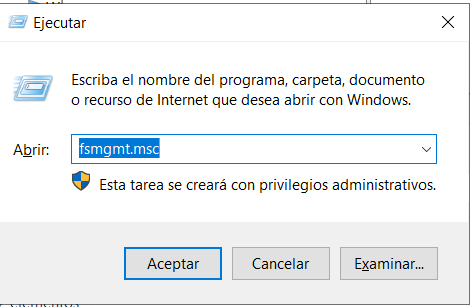 Ejecutar
Escriba el nombre del programa, carpeta, documento
o recurso de Internet que desea abrir con Windows.
Abrir:
fsmgmt.msc
Esta tarea se creará con privilegios administrativos.
Aceptar
Cancelar
Examinar...
elementos